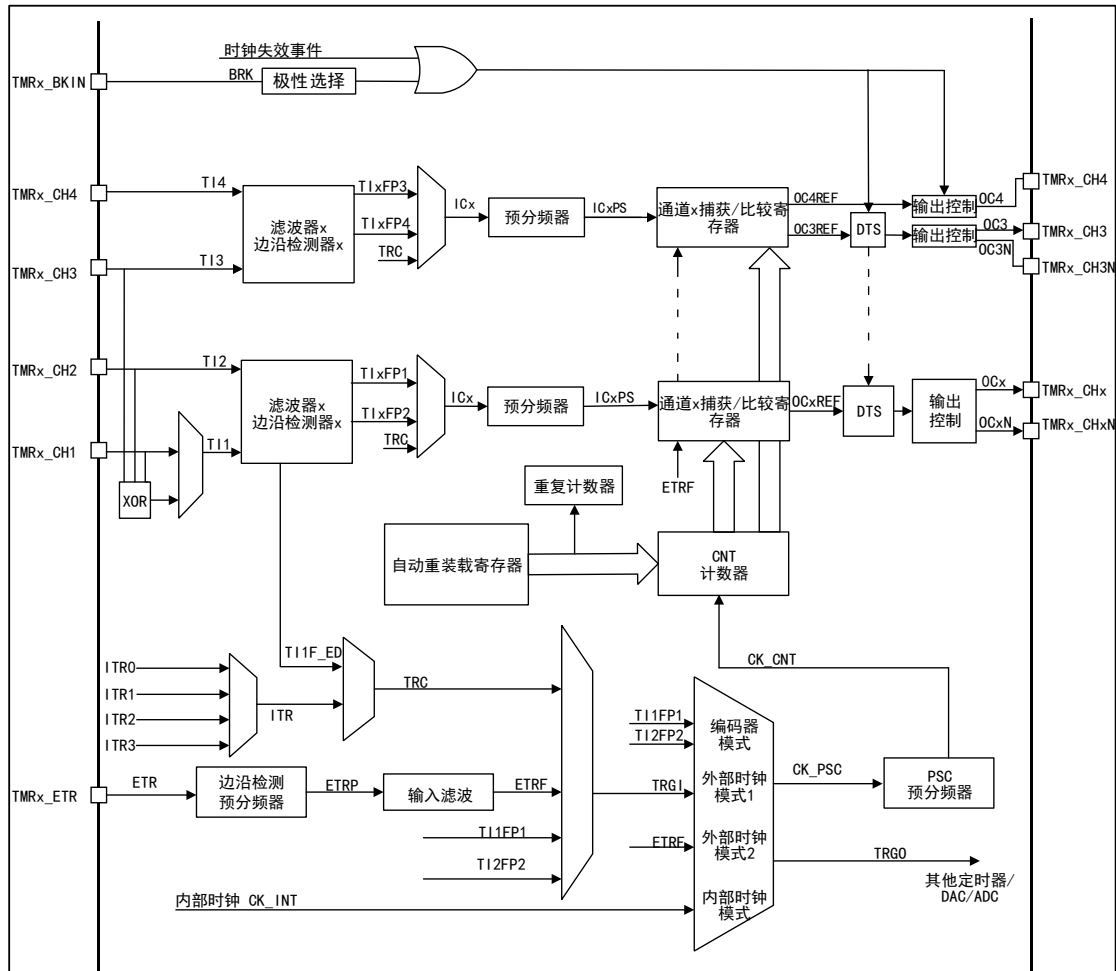 时钟失效事件
TMRx_BKIN
BRK
极性选择
TMRx_CH4
TI4
TIxFP3
ICx
预分频器
ICxPS
通道x捕获/比较寄存器
OC4REF
输出控制
OC4
TMRx_CH4
滤波器x
边沿检测器x
TIxFP4
TRC
OC3REF
DTS
输出控制
OC3
OC3N
TMRx_CH3
TMRx_CH3N
TMRx_CH3
TI3
TMRx_CH2
TI2
TIxFP1
ICx
预分频器
ICxPS
通道x捕获/比较
寄存器
OCxREF
DTS
输出
控制
OCx
TMRx_CHx
滤波器x
边沿检测器x
TIxFP2
TRC
OCxN
TMRx_CHxN
TMRx_CH1
TI1
XOR
ETRF
重复计数器
自动重装载寄存器
CNT
计数器
TI1F_ED
CK_CNT
ITR0
ITR1
ITR2
ITR3
ITR
TRC
TI1FP1
TI2FP2
编码器
模式
TMRx_ETR
ETR
边沿检测
预分频器
ETRP
输入滤波
ETRF
TRGI
外部时钟
模式1
CK_PSC
PSC
预分频器
TI1FP1
TI2FP2
ETRF
外部时钟
模式2
TRGO
其他定时器/
DAC/ADC
内部时钟 CK_INT
内部时钟
模式